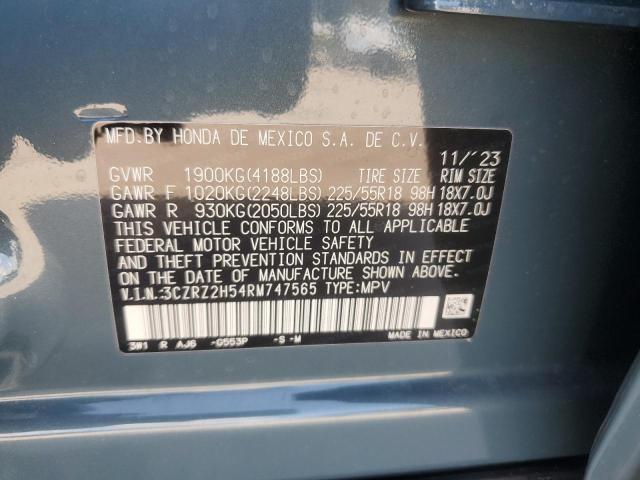 MFD.BY HONDA DE MEXICO S.A. DE C.V.
11/'23
GVWR 1900KG(4188LBS) TIRE SIZE RIM SIZE
GAWR F 1020KG(2248LBS) 225/55R18 98H 18X7.0J
GAWR R 930KG(2050LBS) 225/55R18 98H 18X7.0J
THIS VEHICLE CONFORMS TO ALL APPLICABLE
FEDERAL MOTOR VEHICLE SAFETY
AND THEFT PREVENTION STANDARDS IN EFFECT
ON THE DATE OF MANUFACTURE SHOWN ABOVE.
V.I.N.:3CZRZ2H54RM747565 TYPE:MPV
3W1 R AJ6 -G553P -S -M MADE IN MEXICO